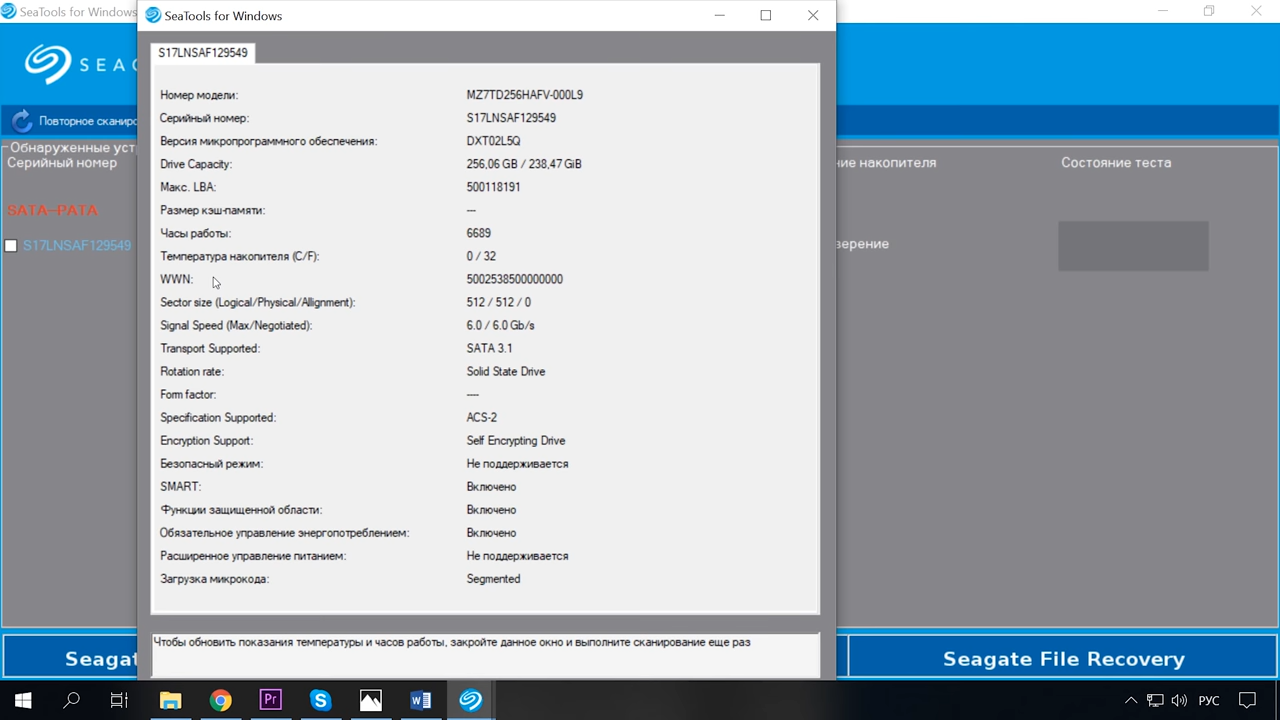 SeaTools for Windows
SeaTools for Windows
SEAG
Повторное сканиро
Обнаруженные уст
Серийный номер
ние накопителя
Состояние теста
SATA--PATA
S17LNSAF129549
верение
S17LNSAF129549
Номер модели: MZ7TD256HAFV-000L9
Серийный номер: S17LNSAF129549
Версия микропрограммного обеспечения: DXT02L5Q
Drive Capacity: 256,06 GB / 238,47 GiB
Макс. LBA: 500118191
Размер кэш-памяти: ---
Часы работы: 6689
Температура накопителя (C/F): 0 / 32
WWN: 5002538500000000
Sector size (Logical/Physical/Allignment): 512 / 512 / 0
Signal Speed (Max/Negotiated): 6.0 / 6.0 Gb/s
Transport Supported: SATA 3.1
Rotation rate: Solid State Drive
Form factor: ----
Specification Supported: ACS-2
Encryption Support: Self Encrypting Drive
Безопасный режим: Не поддерживается
SMART: Включено
Функции защищенной области: Включено
Обязательное управление энергопотреблением: Включено
Расширенное управление питанием: Не поддерживается
Загрузка микрокода: Segmented
Чтобы обновить показания температуры и часов работы, закройте данное окно и выполните сканирование еще раз
Seagat
Seagate File Recovery
Pr
РУС